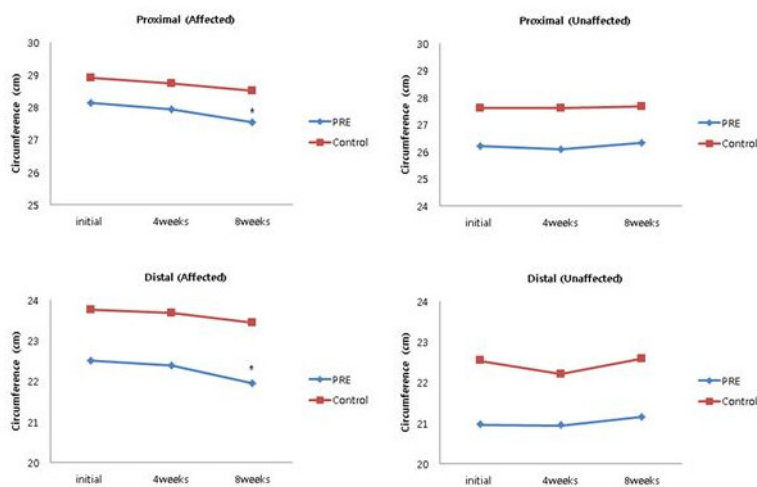 Proximal (Affected)
30
29
28
27
26
25
Circumference (cm)
*
initial
4weeks
8weeks
PRE
Control
Proximal (Unaffected)
30
29
28
27
26
25
24
Circumference (cm)
initial
4weeks
8weeks
PRE
Control
Distal (Affected)
24
23
22
21
20
Circumference (cm)
*
initial
4weeks
8weeks
PRE
Control
Distal (Unaffected)
24
23
22
21
20
Circumference (cm)
initial
4weeks
8weeks
PRE
Control